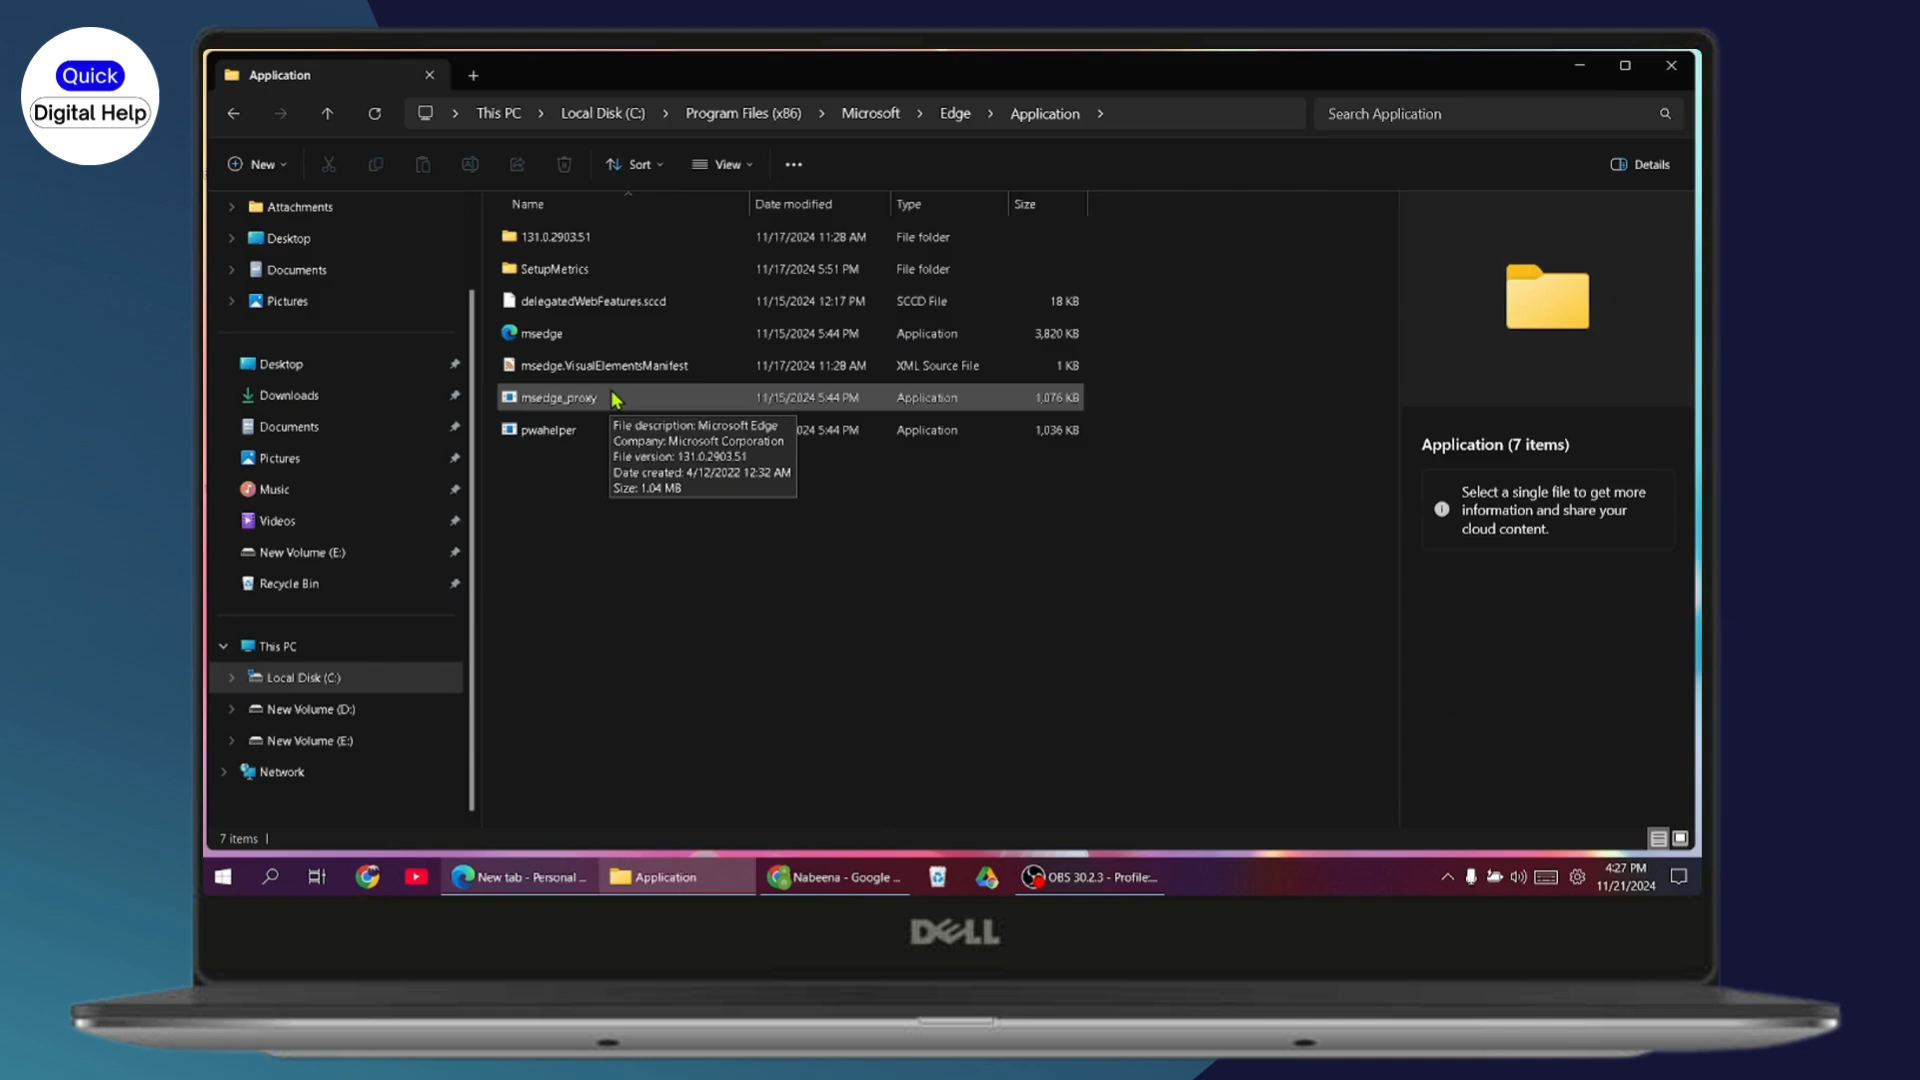 Quick
Digital Help
Application
This PC
Local Disk (C:)
Program Files (x86)
Microsoft
Edge
Application
Search Application
New
Sort
View
Details
Attachments
Desktop
Documents
Pictures
Desktop
Downloads
Documents
Pictures
Music
Videos
New Volume (E:)
Recycle Bin
This PC
Local Disk (C:)
New Volume (D:)
New Volume (E:)
Network
Name Date modified Type Size
131.0.2903.51 11/17/2024 11:28 AM File folder
SetupMetrics 11/17/2024 5:51 PM File folder
delegatedWebFeatures.sccd 11/15/2024 12:17 PM SCCD File 18 KB
msedge 11/15/2024 5:44 PM Application 3,820 KB
msedge.VisualElementsManifest 11/17/2024 11:28 AM XML Source File 1 KB
msedge_proxy 11/15/2024 5:44 PM Application 1,076 KB
pwahelper 024 5:44 PM Application 1,036 KB
File description: Microsoft Edge
Company: Microsoft Corporation
File version: 131.0.2903.51
Date created: 4/12/2022 12:32 AM
Size: 1.04 MB
Application (7 items)
Select a single file to get more
information and share your
cloud content.
7 items
New tab - Personal ...
Application
Nabeena - Google ...
OBS 30.2.3 - Profile:...
4:27 PM
11/21/2024
DELL